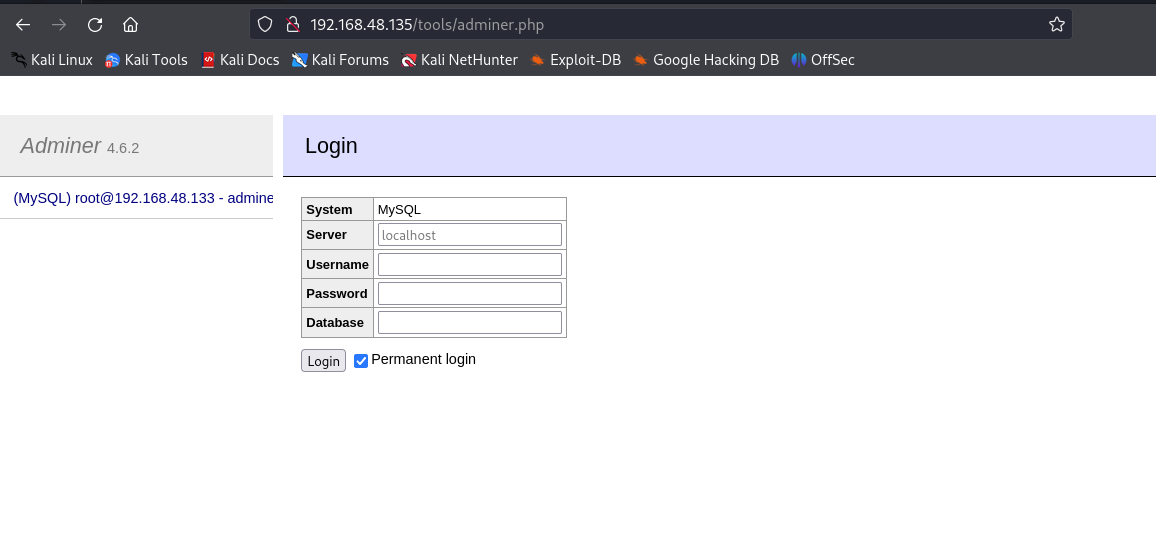 192.168.48.135/tools/adminer.php
Kali Linux Kali Tools Kali Docs Kali Forums Kali NetHunter Exploit-DB Google Hacking DB OffSec
Adminer 4.6.2
Login
(MySQL) root@192.168.48.133 - admine
System MySQL
Server localhost
Username
Password
Database
Login Permanent login